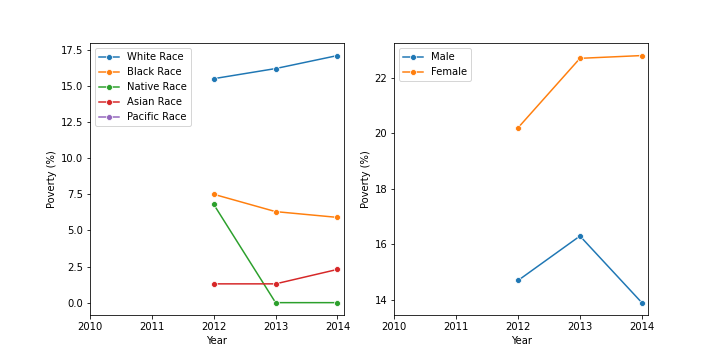 White Race
Black Race
Native Race
Asian Race
Pacific Race
17.5
15.0
12.5
10.0
7.5
5.0
2.5
0.0
Poverty (%)
2010 2011 2012 2013 2014
Year
Male
Female
22
20
18
16
14
Poverty (%)
2010 2011 2012 2013 2014
Year